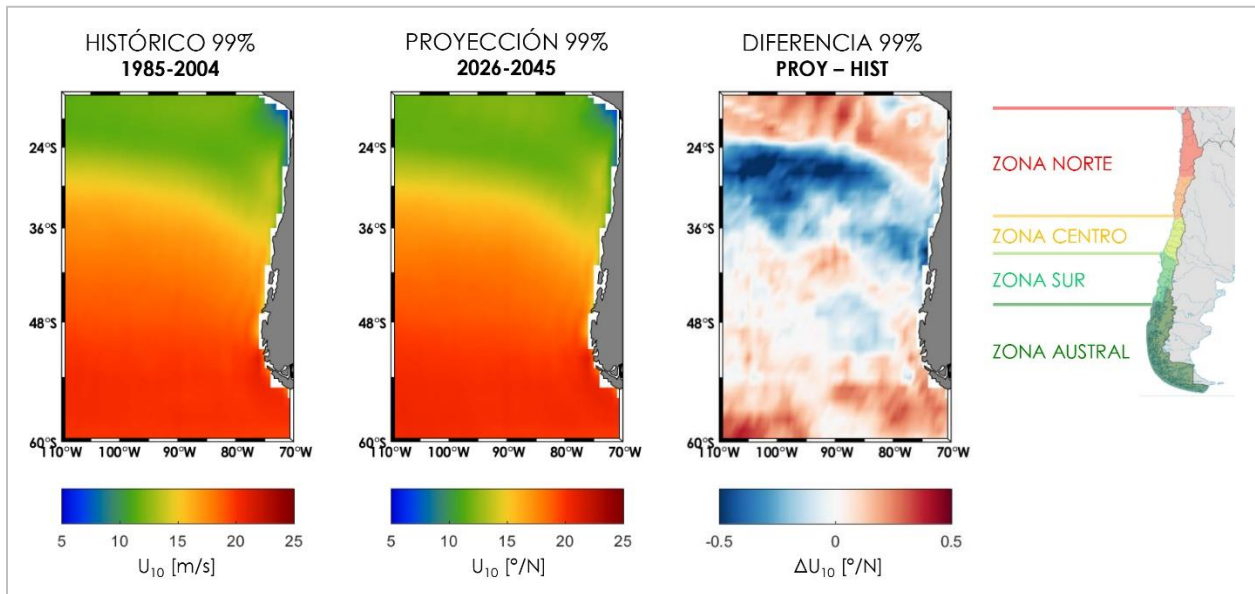 HISTÓRICO 99%
1985-2004
24°S
36°S
48°S
60°S
110°W 100°W 90°W 80°W 70°W
5 10 15 20 25
U10 [m/s]
PROYECCIÓN 99%
2026-2045
24°S
36°S
48°S
60°S
110°W 100°W 90°W 80°W 70°W
5 10 15 20 25
U10 [°/N]
DIFERENCIA 99%
PROY – HIST
24°S
36°S
48°S
60°S
110°W 100°W 90°W 80°W 70°W
-0.5 0 0.5
ΔU10 [°/N]
ZONA NORTE
ZONA CENTRO
ZONA SUR
ZONA AUSTRAL